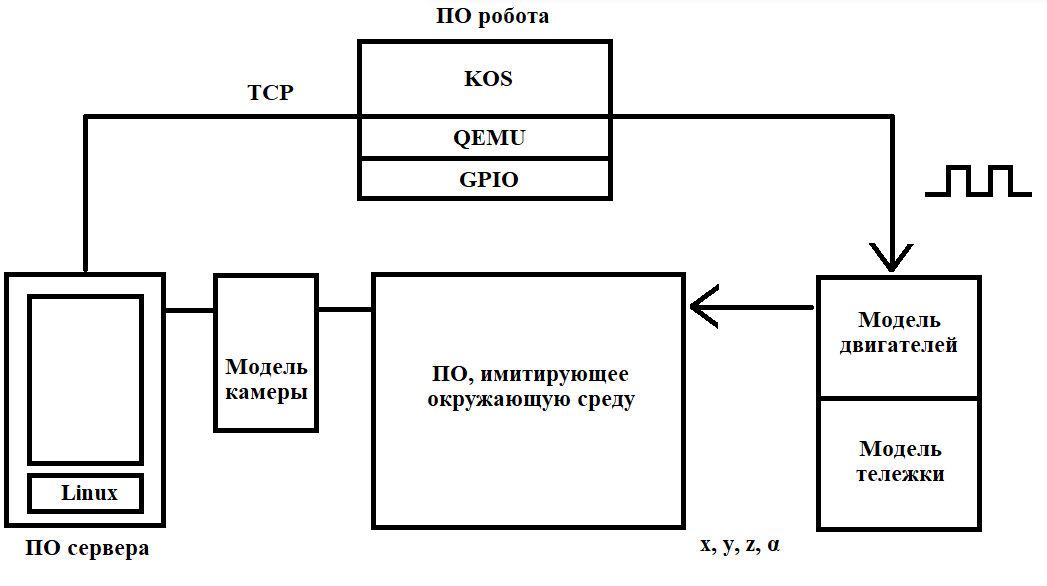 ПО робота
KOS
TCP
QEMU
GPIO
Модель
двигателей
Модель
камеры
ПО, имитирующее
окружающую среду
Модель
тележки
Linux
ПО сервера
x, y, z, α